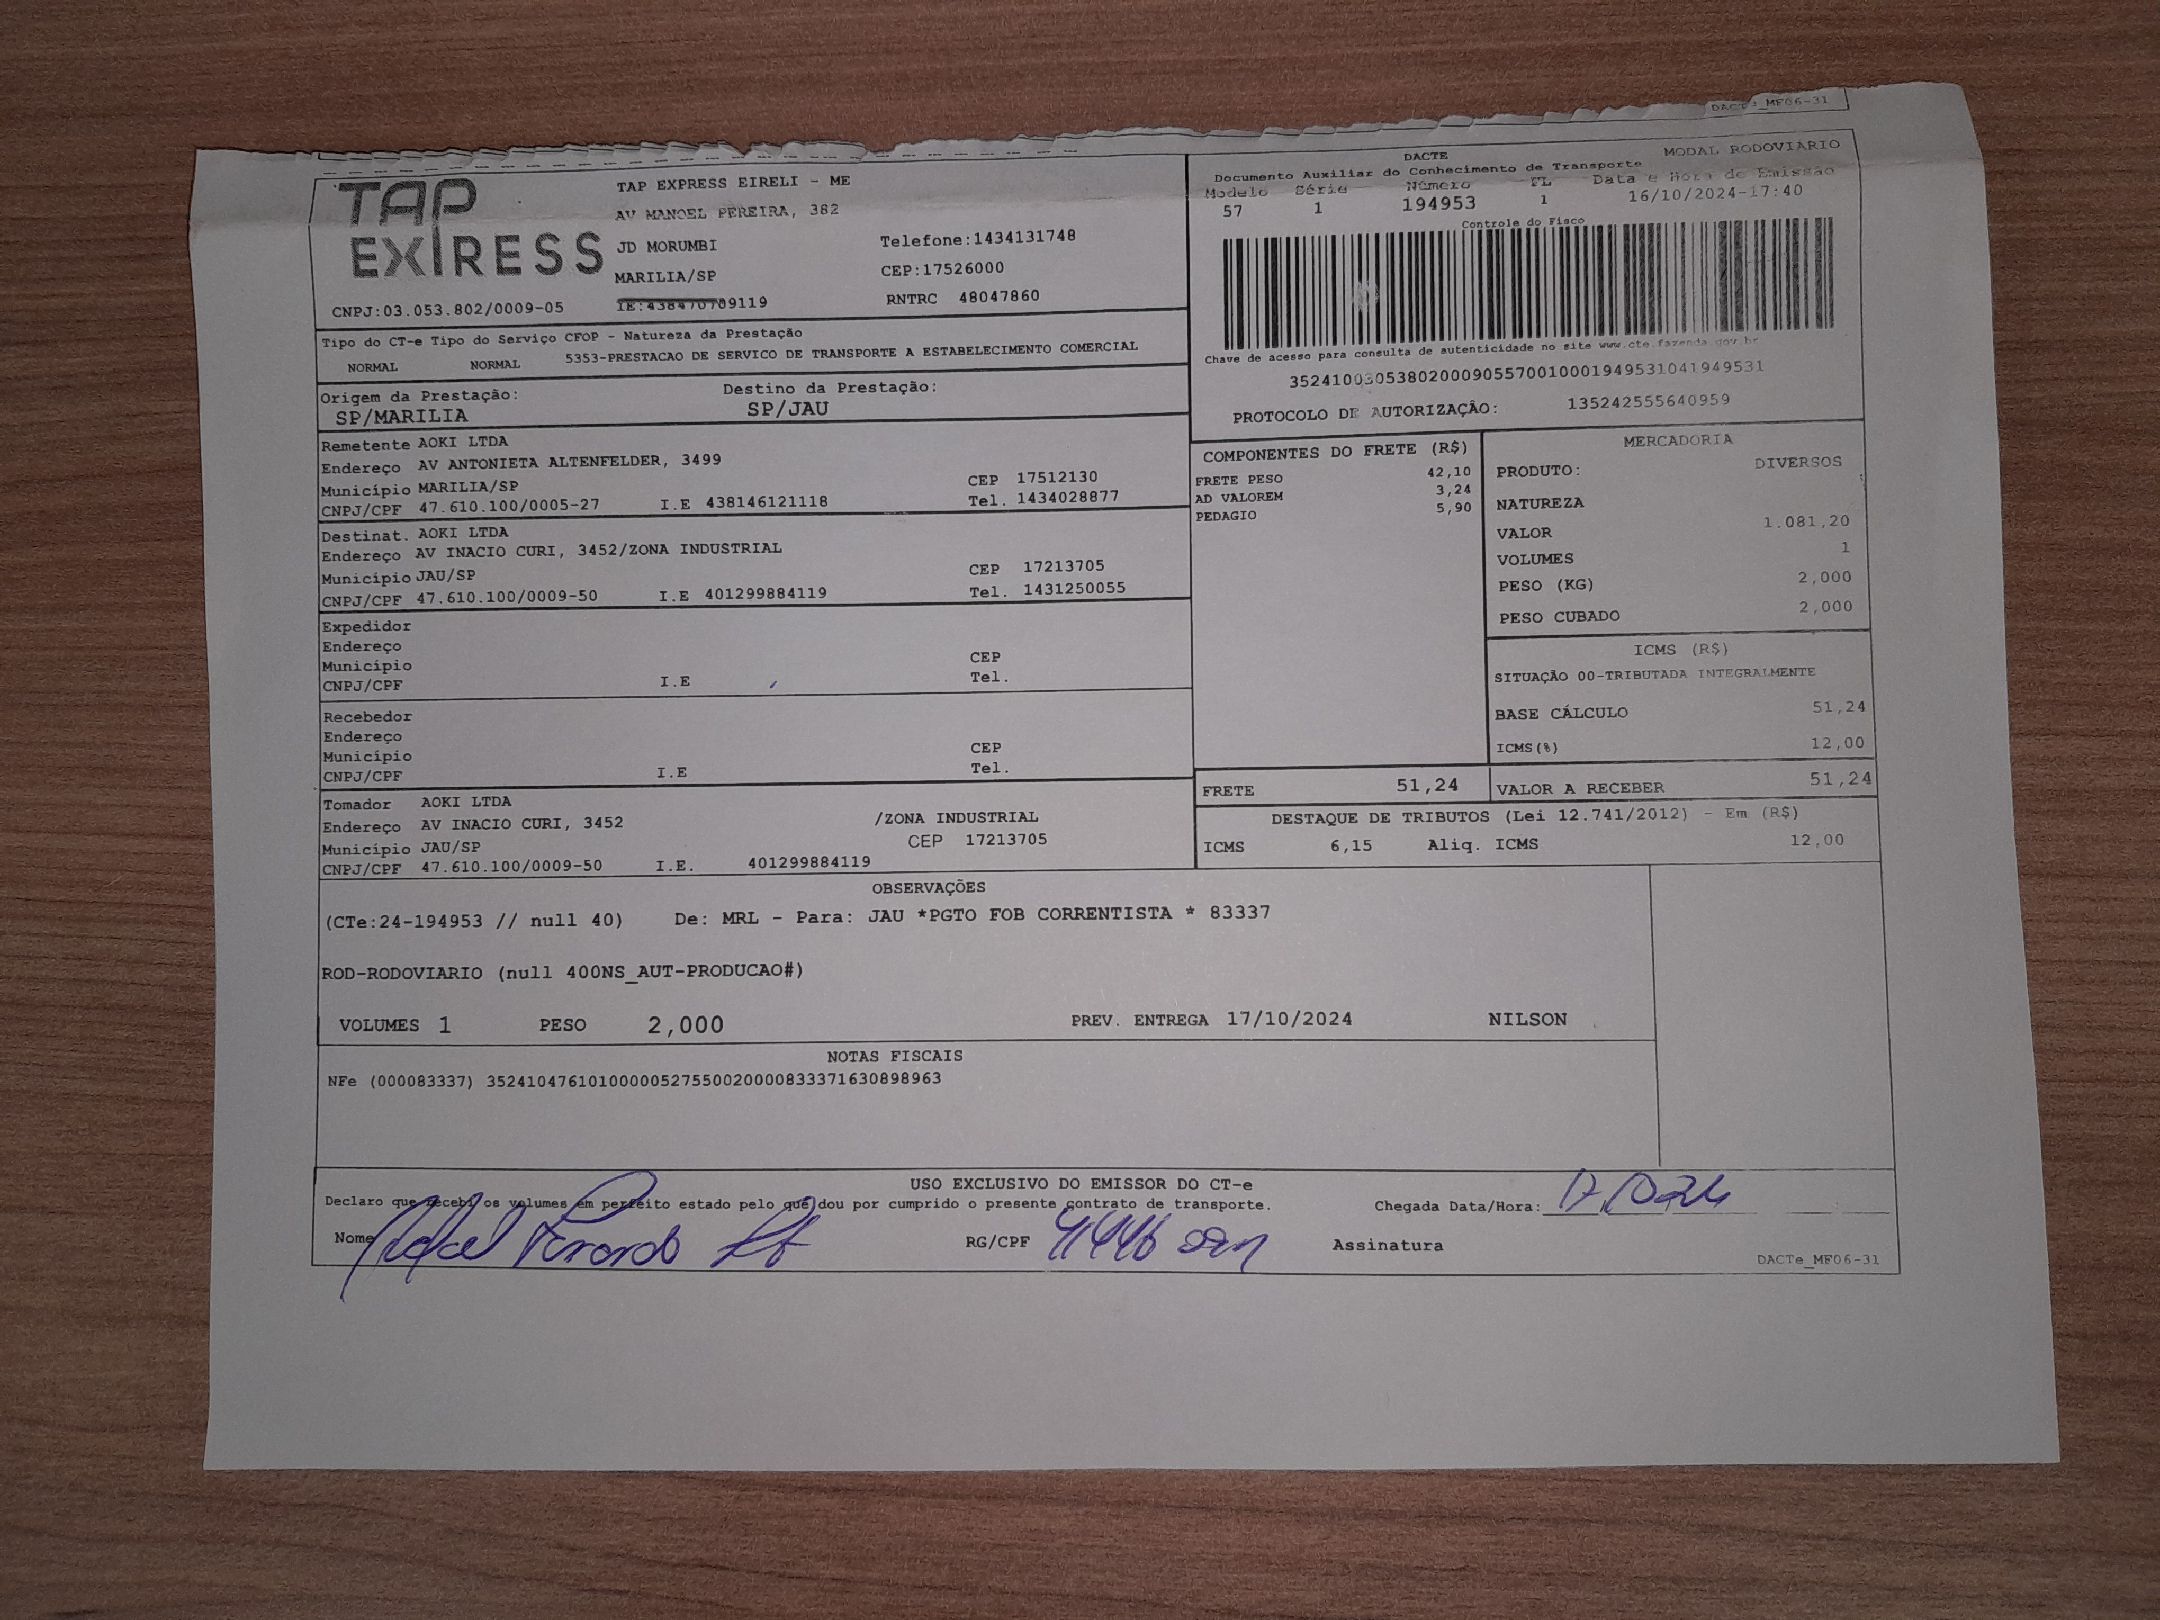 DACTe_MF06-31
TAP
EXPRESS
TAP EXPRESS EIRELI - ME
AV MANOEL PEREIRA, 382
JD MORUMBI
Telefone:1434131748
MARILIA/SP
CEP:17526000
CNPJ:03.053.802/0009-05
IE:438470709119
RNTRC 48047860
DACTE
MODAL RODOVIÁRIO
Documento Auxiliar do Conhecimento de Transporte
Modelo Série Número FL Data e Hora de Emissão
57 1 194953 1 16/10/2024-17:40
Controle do Fisco
Chave de acesso para consulta de autenticidade no site www.cte.fazenda.gov.br
35241003053802000905570010001949531041949531
PROTOCOLO DE AUTORIZAÇÃO: 135242555640959
Tipo do CT-e Tipo do Serviço CFOP - Natureza da Prestação
NORMAL NORMAL 5353-PRESTACAO DE SERVICO DE TRANSPORTE A ESTABELECIMENTO COMERCIAL
Origem da Prestação: Destino da Prestação:
SP/MARILIA SP/JAU
Remetente AOKI LTDA
Endereço AV ANTONIETA ALTENFELDER, 3499
Município MARILIA/SP CEP 17512130
CNPJ/CPF 47.610.100/0005-27 I.E 438146121118 Tel. 1434028877
Destinat. AOKI LTDA
Endereço AV INACIO CURI, 3452/ZONA INDUSTRIAL
Município JAU/SP CEP 17213705
CNPJ/CPF 47.610.100/0009-50 I.E 401299884119 Tel. 1431250055
Expedidor
Endereço
Município CEP
CNPJ/CPF I.E Tel.
Recebedor
Endereço
Município CEP
CNPJ/CPF I.E Tel.
Tomador AOKI LTDA
Endereço AV INACIO CURI, 3452 /ZONA INDUSTRIAL
Município JAU/SP CEP 17213705
CNPJ/CPF 47.610.100/0009-50 I.E. 401299884119
COMPONENTES DO FRETE (R$)
FRETE PESO 42,10
AD VALOREM 3,24
PEDAGIO 5,90
MERCADORIA
PRODUTO: DIVERSOS
NATUREZA
VALOR 1.081,20
VOLUMES 1
PESO (KG) 2,000
PESO CUBADO 2,000
ICMS (R$)
SITUAÇÃO 00-TRIBUTADA INTEGRALMENTE
BASE CÁLCULO 51,24
ICMS(%) 12,00
FRETE 51,24 VALOR A RECEBER 51,24
DESTAQUE DE TRIBUTOS (Lei 12.741/2012) - Em (R$)
ICMS 6,15 Aliq. ICMS 12,00
OBSERVAÇÕES
(CTe:24-194953 // null 40) De: MRL - Para: JAU *PGTO FOB CORRENTISTA * 83337
ROD-RODOVIARIO (null 400NS_AUT-PRODUCAO#)
VOLUMES 1 PESO 2,000 PREV. ENTREGA 17/10/2024 NILSON
NOTAS FISCAIS
NFe (000083337) 35241047610100000527550020000833371630898963
USO EXCLUSIVO DO EMISSOR DO CT-e
Declaro que recebi os volumes em perfeito estado pelo que dou por cumprido o presente contrato de transporte.
Chegada Data/Hora:
Nome RG/CPF Assinatura
DACTe_MF06-31